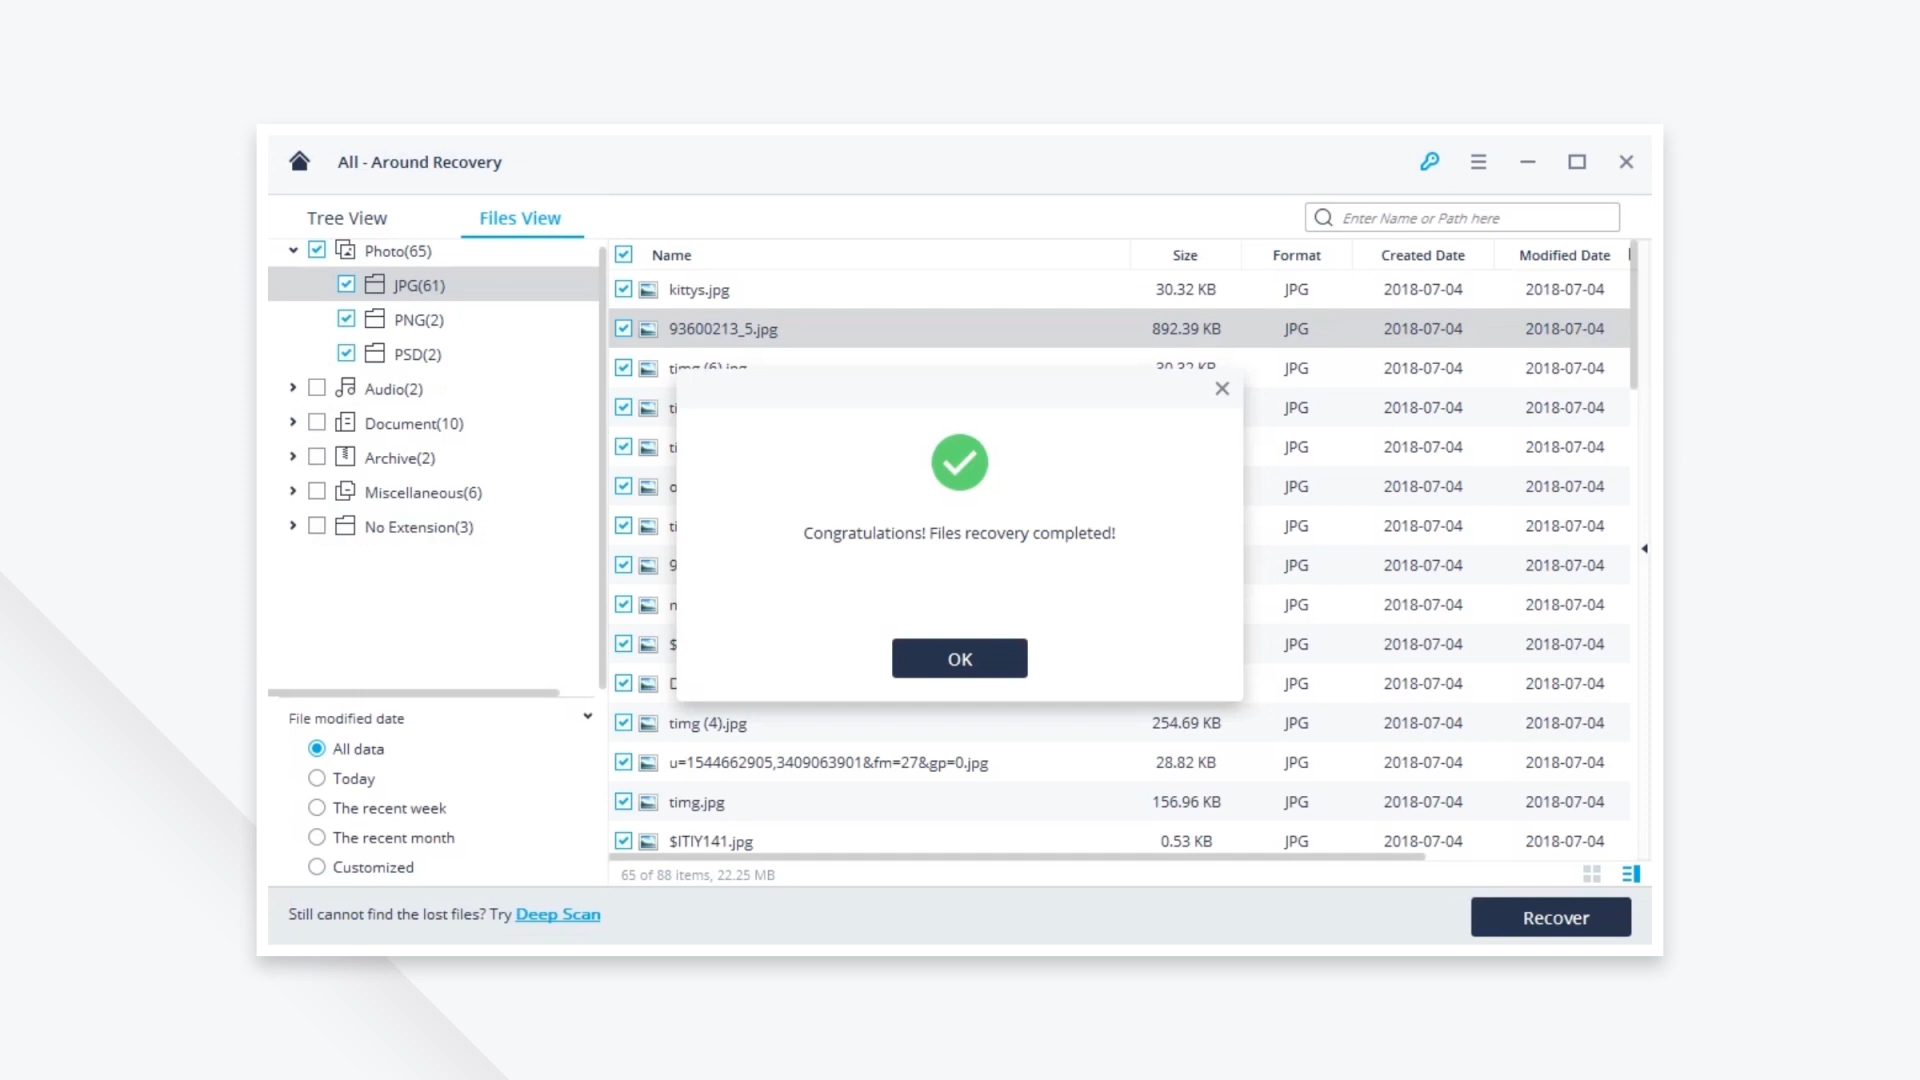 All - Around Recovery
Tree View Files View Enter Name or Path here
Photo(65)
JPG(61)
PNG(2)
PSD(2)
Audio(2)
Document(10)
Archive(2)
Miscellaneous(6)
No Extension(3)
File modified date
All data
Today
The recent week
The recent month
Customized
Name Size Format Created Date Modified Date
kittys.jpg 30.32 KB JPG 2018-07-04 2018-07-04
93600213_5.jpg 892.39 KB JPG 2018-07-04 2018-07-04
timg (6).jpg 30.32 KB JPG 2018-07-04 2018-07-04
JPG 2018-07-04 2018-07-04
JPG 2018-07-04 2018-07-04
JPG 2018-07-04 2018-07-04
JPG 2018-07-04 2018-07-04
JPG 2018-07-04 2018-07-04
JPG 2018-07-04 2018-07-04
JPG 2018-07-04 2018-07-04
JPG 2018-07-04 2018-07-04
timg (4).jpg 254.69 KB JPG 2018-07-04 2018-07-04
u=1544662905,3409063901&fm=27&gp=0.jpg 28.82 KB JPG 2018-07-04 2018-07-04
timg.jpg 156.96 KB JPG 2018-07-04 2018-07-04
$ITIY141.jpg 0.53 KB JPG 2018-07-04 2018-07-04
65 of 88 items, 22.25 MB
Congratulations! Files recovery completed!
OK
Still cannot find the lost files? Try Deep Scan
Recover